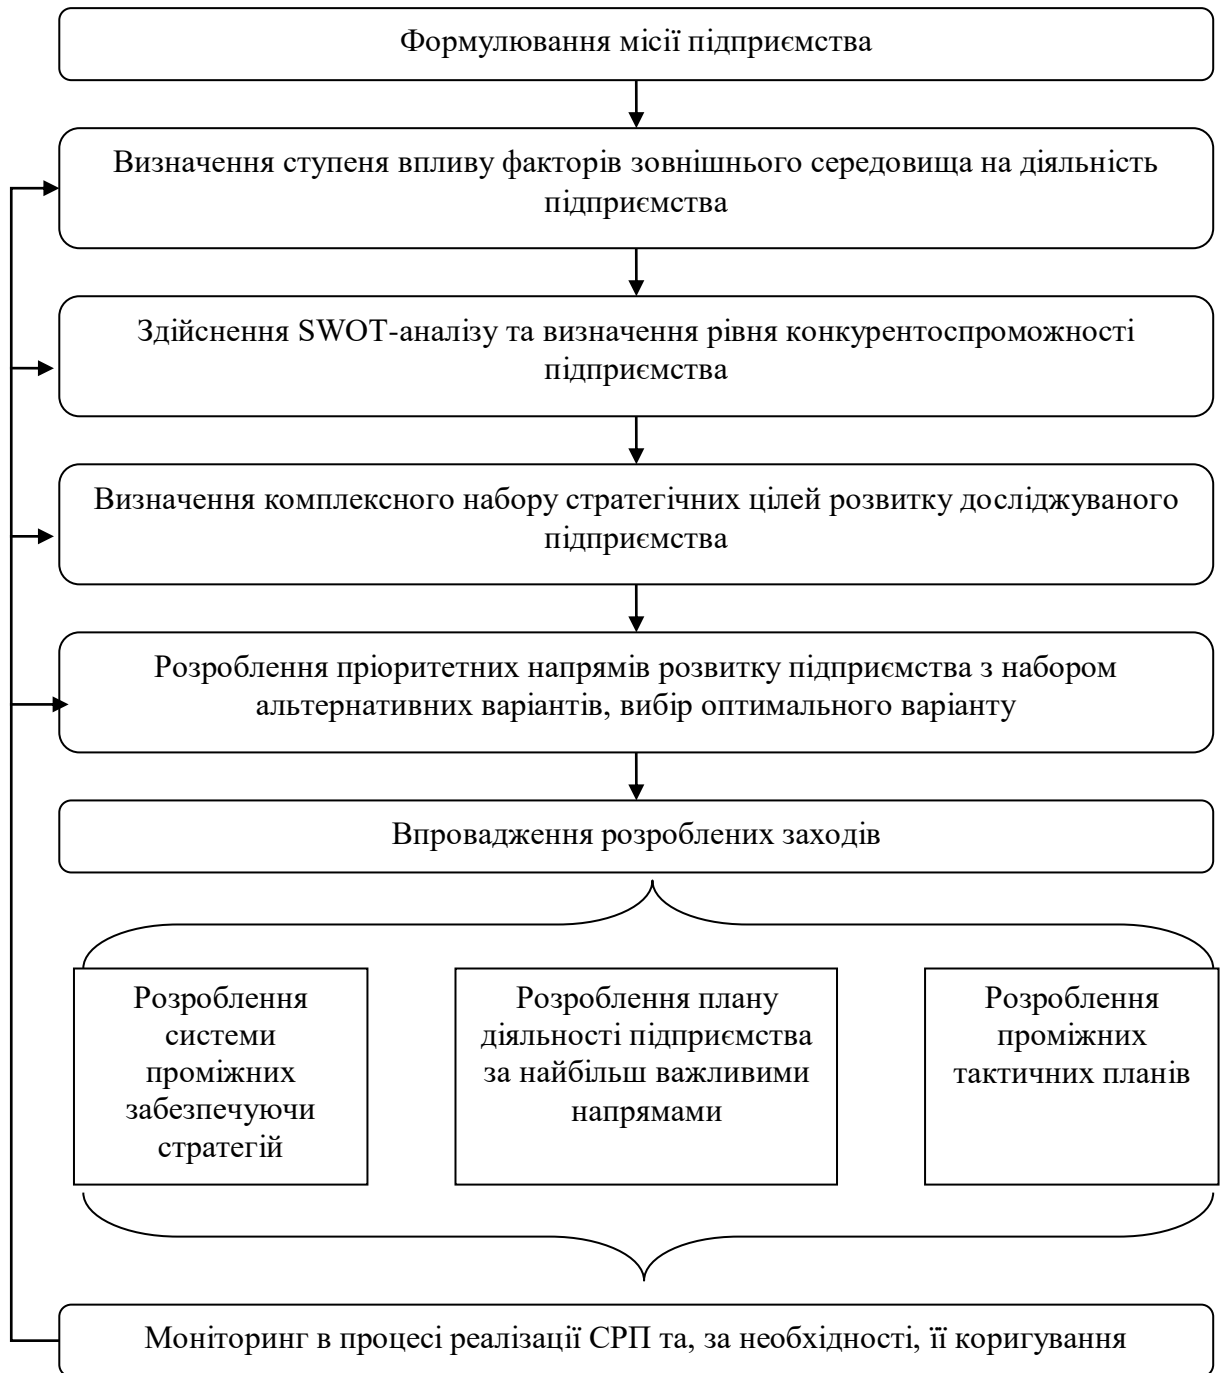 Формулювання місії підприємства
Визначення ступеня впливу факторів зовнішнього середовища на діяльність
підприємства
Здійснення SWOT-аналізу та визначення рівня конкурентоспроможності
підприємства
Визначення комплексного набору стратегічних цілей розвитку досліджуваного
підприємства
Розроблення пріоритетних напрямів розвитку підприємства з набором
альтернативних варіантів, вибір оптимального варіанту
Впровадження розроблених заходів
Розроблення
системи
проміжних
забезпечуючи
стратегій
Розроблення плану
діяльності підприємства
за найбільш важливими
напрямами
Розроблення
проміжних
тактичних планів
Моніторинг в процесі реалізації СРП та, за необхідності, її коригування